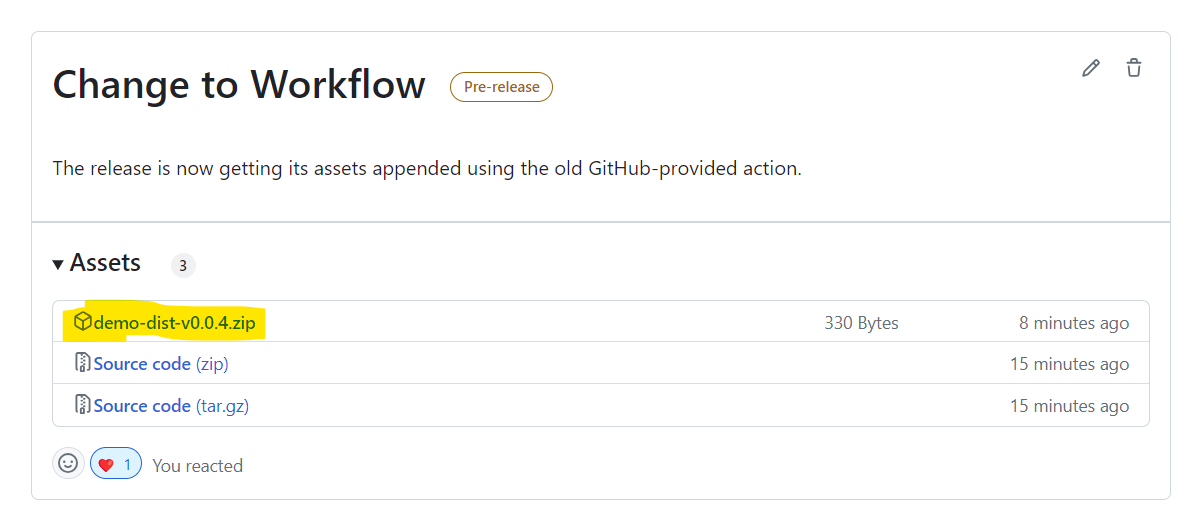 Change to Workflow Pre-release
The release is now getting its assets appended using the old GitHub-provided action.
Assets 3
demo-dist-v0.0.4.zip 330 Bytes 8 minutes ago
Source code (zip) 15 minutes ago
Source code (tar.gz) 15 minutes ago
1 You reacted